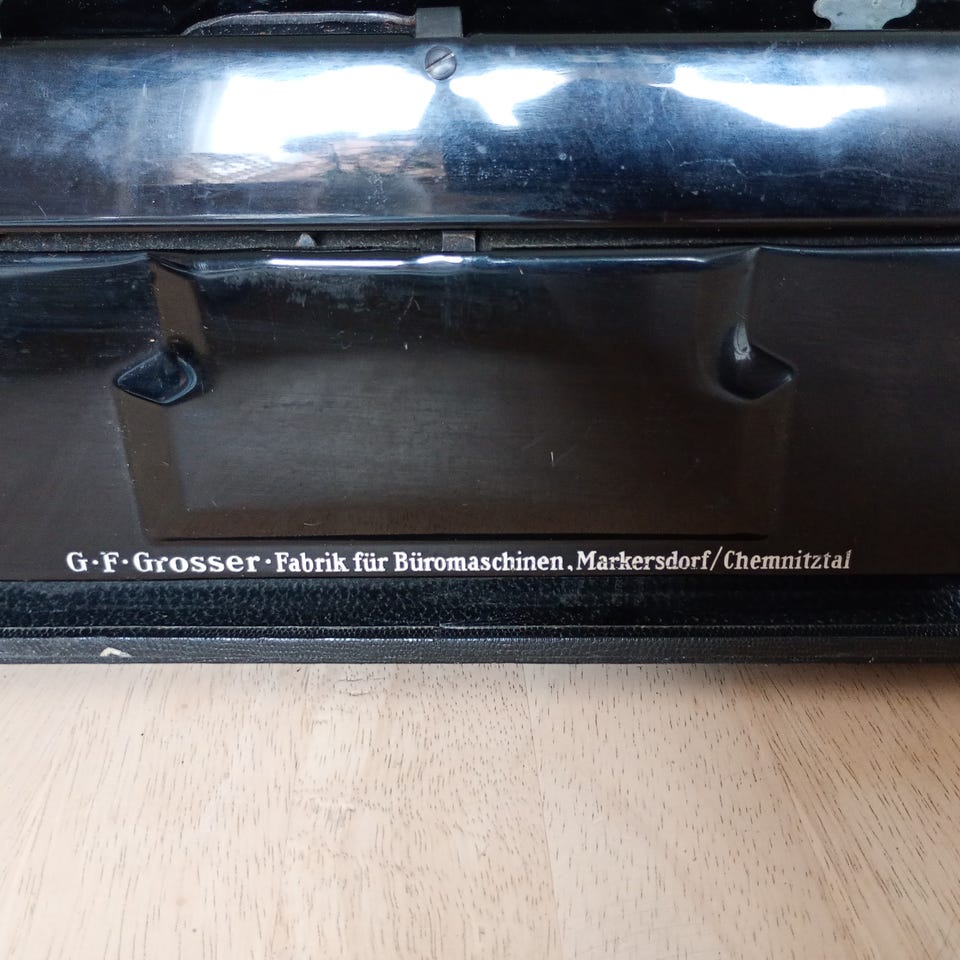 G·F·Grosser·Fabrik für Büromaschinen, Markersdorf/Chemnitztal